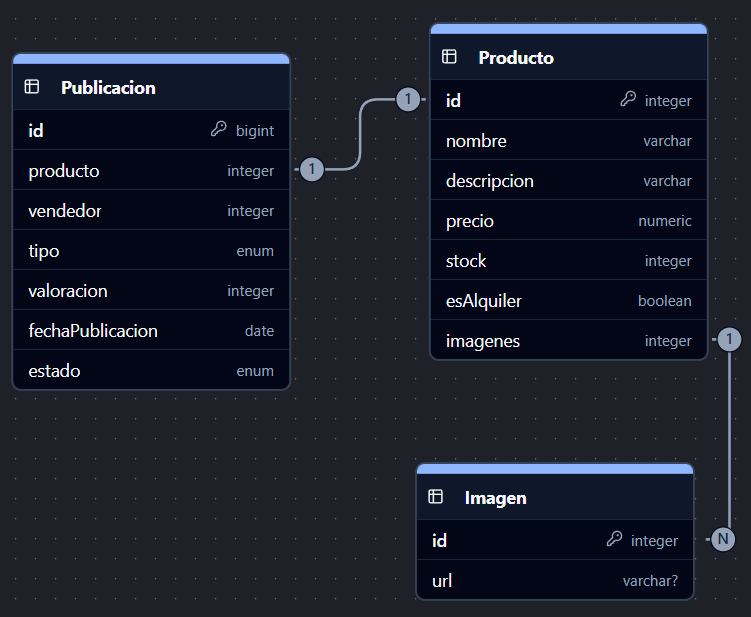 Publicacion
id bigint
producto integer
vendedor integer
tipo enum
valoracion integer
fechaPublicacion date
estado enum
1
1
Producto
id integer
nombre varchar
descripcion varchar
precio numeric
stock integer
esAlquiler boolean
imagenes integer
1
Imagen
id integer
url varchar?
N